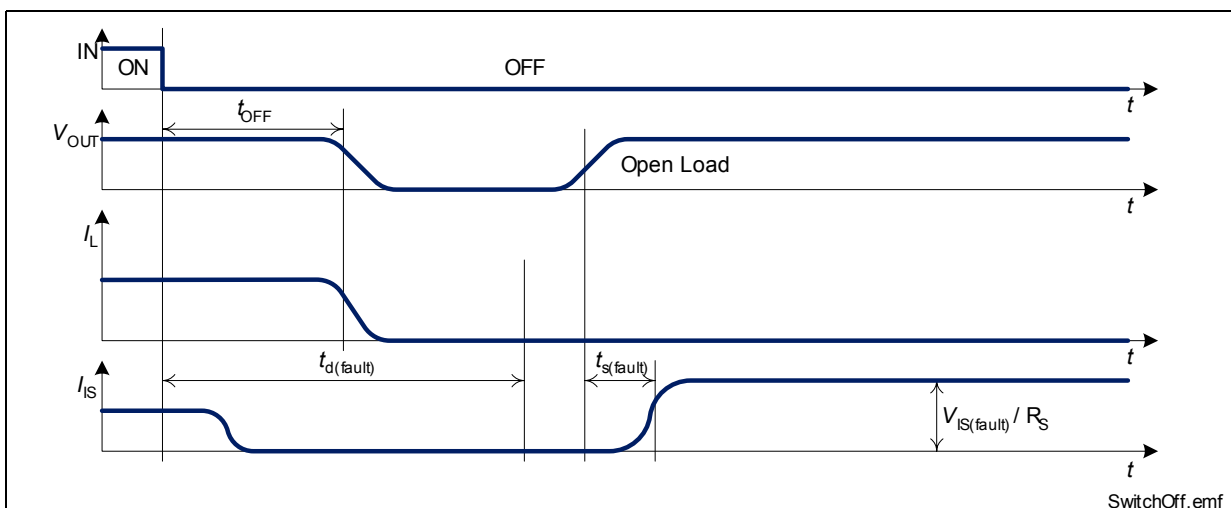 IN
ON
OFF
t
tOFF
VOUT
Open Load
t
IL
t
td(fault)
ts(fault)
IIS
VIS(fault) / RS
t
SwitchOff.emf